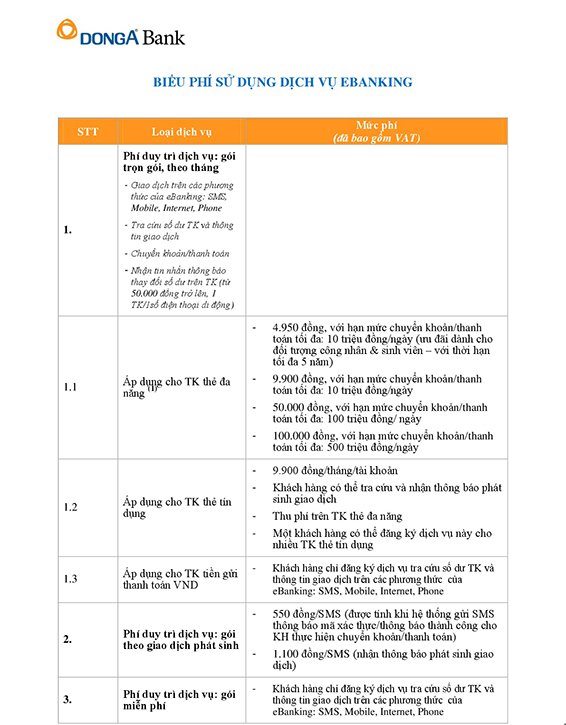 DONGA Bank
BIỂU PHÍ SỬ DỤNG DỊCH VỤ EBANKING
STT
Loại dịch vụ
Mức phí
(đã bao gồm VAT)
1.
Phí duy trì dịch vụ: gói
trọn gói, theo tháng
- Giao dịch trên các phương
thức của eBanking: SMS,
Mobile, Internet, Phone
- Tra cứu số dư TK và thông
tin giao dịch
- Chuyển khoản/thanh toán
- Nhận tin nhắn thông báo
thay đổi số dư trên TK (từ
50.000 đồng trở lên, 1
TK/1số điện thoại di động)
1.1
Áp dụng cho TK thẻ đa
năng (1)
- 4.950 đồng, với hạn mức chuyển khoản/thanh
toán tối đa: 10 triệu đồng/ngày (ưu đãi dành cho
đối tượng công nhân & sinh viên – với thời hạn
tối đa 5 năm)
- 9.900 đồng, với hạn mức chuyển khoản/thanh
toán tối đa: 10 triệu đồng/ngày
- 50.000 đồng, với hạn mức chuyển khoản/thanh
toán tối đa: 100 triệu đồng/ ngày
- 100.000 đồng, với hạn mức chuyển khoản/thanh
toán tối đa: 500 triệu đồng/ngày
1.2
Áp dụng cho TK thẻ tín
dụng
- 9.900 đồng/tháng/tài khoản
- Khách hàng có thể tra cứu và nhận thông báo phát
sinh giao dịch
- Thu phí trên TK thẻ đa năng
- Một khách hàng có thể đăng ký dịch vụ này cho
nhiều TK thẻ tín dụng
1.3
Áp dụng cho TK tiền gửi
thanh toán VND
- Khách hàng chỉ đăng ký dịch vụ tra cứu số dư TK và
thông tin giao dịch trên các phương thức của
eBanking: SMS, Mobile, Internet, Phone
2.
Phí duy trì dịch vụ: gói
theo giao dịch phát sinh
- 550 đồng/SMS (được tính khi hệ thống gửi SMS
thông báo mã xác thực/thông báo thành công cho
KH thực hiện chuyển khoản/thanh toán)
- 1.100 đồng/SMS (nhận thông báo phát sinh giao
dịch)
3.
Phí duy trì dịch vụ: gói
miễn phí
- Khách hàng chỉ đăng ký dịch vụ tra cứu số dư TK và
thông tin giao dịch trên các phương thức của
eBanking: SMS, Mobile, Internet, Phone